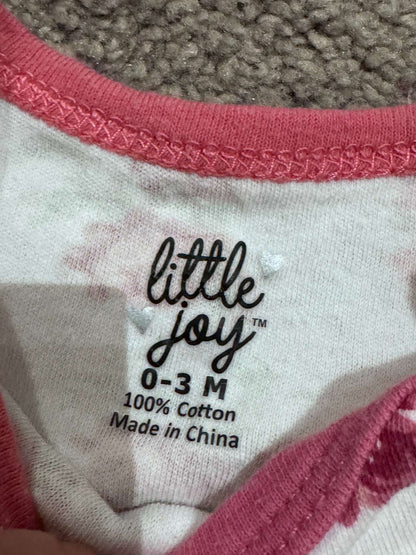 little
joy™
0-3 M
100% Cotton
Made in China